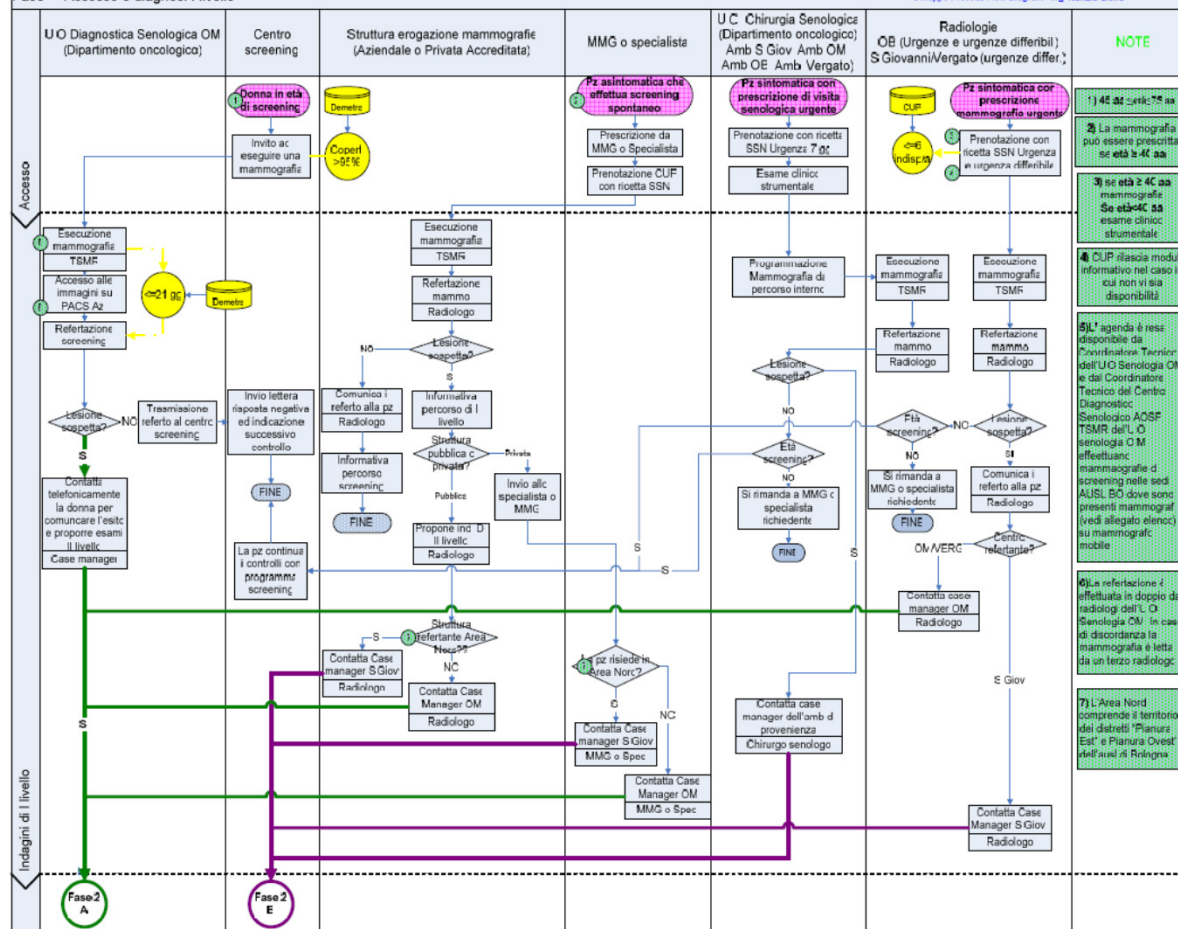 U O Diagnostica Senologica OM
(Dipartimento oncologico)
Centro
screening
Struttura erogazione mammografie
(Aziendale o Privata Accreditata)
MMG o specialista
U C Chirurgia Senologica
(Dipartimento oncologico)
Amb S Giov Amb OM
Amb OB Amb Vergato)
Radiologie
OB (Urgenze e urgenze differibil)
S Giovanni/Vergato (urgenze differ.)
NOTE
Accesso
Donna in età
di screening
Demetra
Invito ad
eseguire una
mammografia
Coperl
>95%
Pz asintomatica che
effettua screening
spontaneo
Prescrizione da
MMG o Specialista
Prenotazione CUP
con ricetta SSN
Pz sintomatica con
prescrizione di visita
senologica urgente
Prenotazione con ricetta
SSN Urgenza 7 gg
Esame clinico
strumentale
CUP
<=6
indisp/a
Pz sintomatica con
prescrizione
mammografia urgente
Prenotazione con
ricetta SSN Urgenza
e urgenza differibile
Indagini di I livello
Esecuzione
mammografia
TSMR
Accesso alle
immagini su
PACS Az
Refertazione
screening
<=21 gg
Demetra
Lesione
sospetta?
NO
Trasmissione
referto al centro
screening
S
Contatta
telefonicamente
la donna per
comuncare l'esito
e proporre esami
II livello
Case manager
S
Invio lettera
risposta negativa
ed indicazione
successivo
controllo
FINE
La pz continua
i controlli con
programma
screening
Esecuzione
mammografia
TSMR
Refertazione
mammo
Radiologo
Lesione
sospetta?
NO
S
Comunica i
referto alla pz
Radiologo
Informativa
percorso
screening
FINE
Informativa
percorso di I
livello
Struttura
pubblica o
privata?
Privata
Pubblica
Invio allo
specialista o
MMG
Propone ind D
II livello
Radiologo
Struttura
refertante Area
Nord?
S
NO
Contatta Case
manager S Giov
Radiologo
Contatta Case
Manager OM
Radiologo
La pz risiede in
Area Nord?
S
NO
Contatta Case
manager S Giov
MMG o Spec
Contatta Case
Manager OM
MMG o Spec
Programmazione
Mammografia da
percorso interno
Lesione
sospetta?
NO
S
Età
screening?
S
NO
Si rimanda a MMG o
specialista
richiedente
FINE
Contatta case
manager dell'amb d
provenienza
Chirurgo senologo
Esecuzione
mammografia
TSMR
Refertazione
mammo
Radiologo
Età
screening?
S
NO
Si rimanda a
MMG o specialista
richiedente
FINE
Esecuzione
mammografia
TSMR
Refertazione
mammo
Radiologo
Lesione
sospetta?
NO
SI
Comunica i
referto alla pz
Radiologo
Centro
refertante?
OM/VERG
S Giov
Contatta case
manager OM
Radiologo
Contatta Case
Manager S Giov
Radiologo
Fase 2
A
Fase 2
2) La mammografia
può essere prescritta
se età ≥ 40 aa
3) se età ≥ 40 aa
mammografia
Se età<40 aa
esame clinico
strumentale
4) CUP rilascia modul
informativo nel caso i
cui non vi sia
disponibilità
5)L' agenda è resa
disponibile da
Coordinatore Tecnico
dell'U O Senologia OM
e dal Coordinatore
Tecnico del Centro
Diagnostico
Senologico AOSP
TSMR dell'U O
senologia O M
effettuano
mammaografie d
screening nelle sedi
AUSL BO dove sono
presenti mammograf
(vedi allegato elenco)
su mammografo
mobile
6)La refertazione è
effettuata in doppio da
radiologi dell'U O
Senologia OM In caso
di discordanza la
mammografia é letta
da un terzo radiologo
7) L'Area Nord
comprende il territorio
dei distretti "Pianura
Est" e Pianura Ovest"
dell'ausl di Bologna